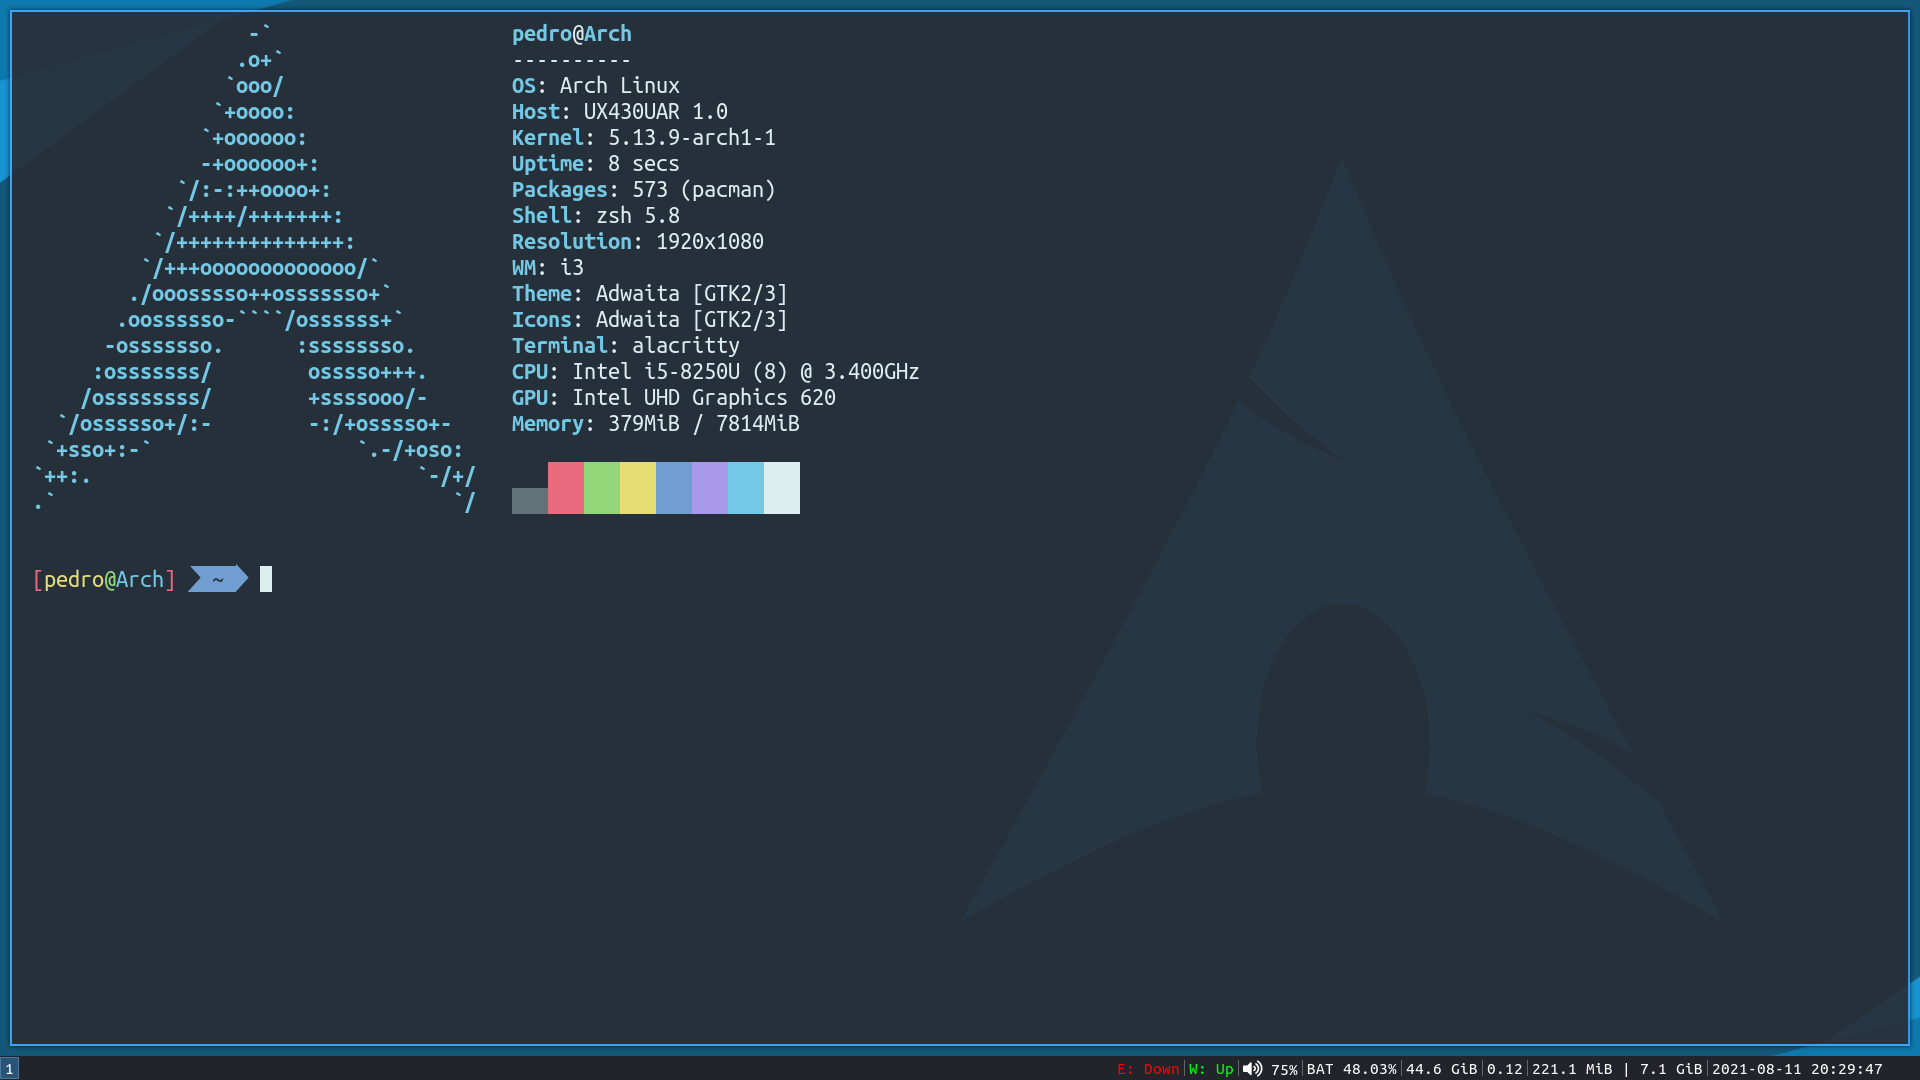 -`
                 .o+`
                `ooo/
               `+oooo:
              `+oooooo:
              -+oooooo+:
            `/:-:++oooo+:
           `/++++/+++++++:
          `/++++++++++++++:
         `/+++ooooooooooooo/`
        ./ooosssso++osssssso+`
       .oossssso-````/ossssss+`
      -osssssso.      :ssssssso.
     :osssssss/        osssso+++.
    /ossssssss/        +ssssooo/-
  `/ossssso+/:-        -:/+osssso+-
 `+sso+:-`                 `.-/+oso:
`++:.                           `-/+/
.`                                 `/
pedro@Arch
----------
OS: Arch Linux
Host: UX430UAR 1.0
Kernel: 5.13.9-arch1-1
Uptime: 8 secs
Packages: 573 (pacman)
Shell: zsh 5.8
Resolution: 1920x1080
WM: i3
Theme: Adwaita [GTK2/3]
Icons: Adwaita [GTK2/3]
Terminal: alacritty
CPU: Intel i5-8250U (8) @ 3.400GHz
GPU: Intel UHD Graphics 620
Memory: 379MiB / 7814MiB
[pedro@Arch] ~
1 E: Down|W: Up| 75%|BAT 48.03%|44.6 GiB|0.12|221.1 MiB | 7.1 GiB|2021-08-11 20:29:47